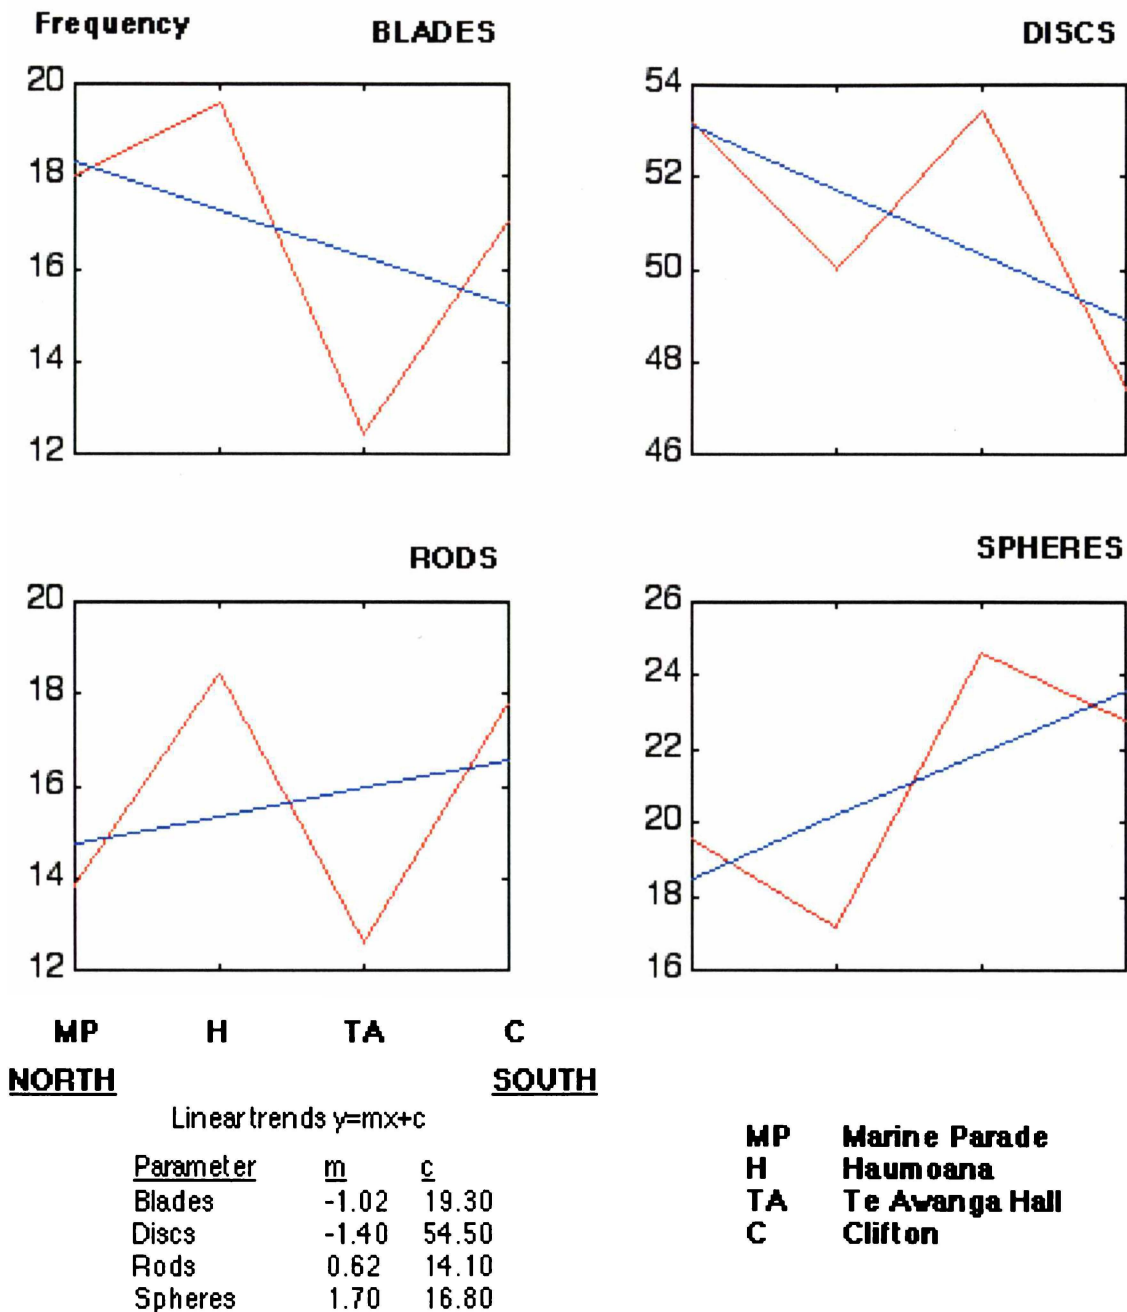 Frequency
BLADES
20
18
16
14
12
DISCS
54
52
50
48
46
RODS
20
18
16
14
12
SPHERES
26
24
22
20
18
16
MP H TA C
NORTH SOUTH
Linear trends y=mx+c
Parameter m c
Blades -1.02 19.30
Discs -1.40 54.50
Rods 0.62 14.10
Spheres 1.70 16.80
MP Marine Parade
H Haumoana
TA Te Awanga Hall
C Clifton